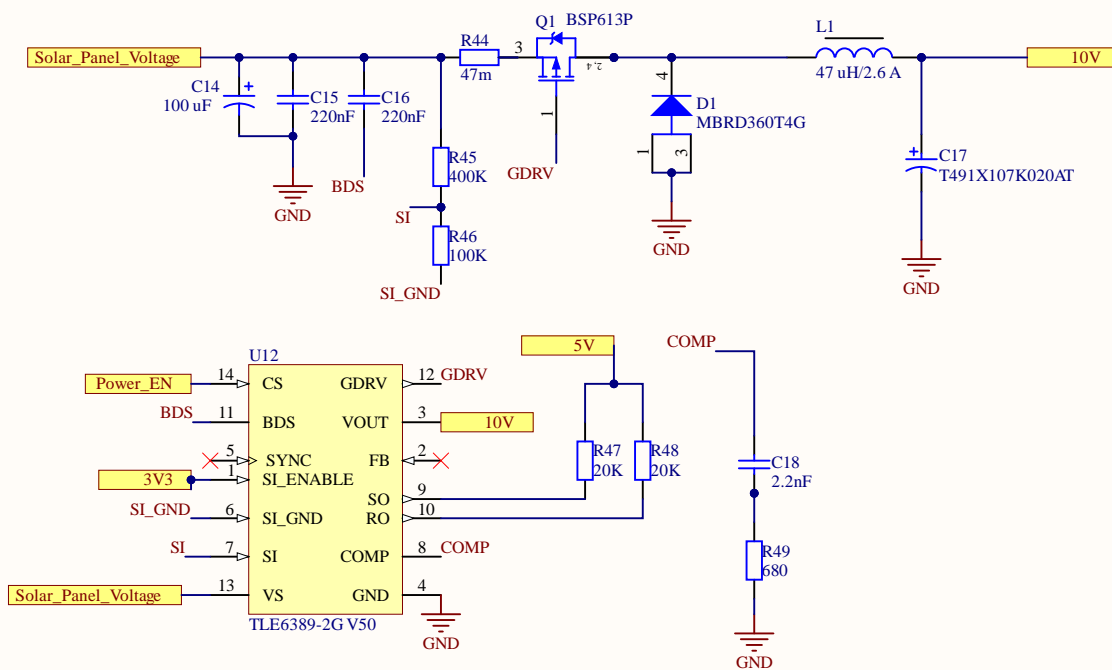 Q1 BSP613P
Solar_Panel_Voltage
R44
47m
3
2,4
1
GDRV
L1
47 uH/2.6 A
10V
C14
100 uF
C15
220nF
C16
220nF
BDS
GND
R45
400K
SI
R46
100K
SI_GND
4
D1
MBRD360T4G
1
3
GND
C17
T491X107K020AT
GND
U12
Power_EN
14
CS
GDRV
12
GDRV
BDS
11
BDS
VOUT
3
10V
5
SYNC
FB
2
3V3
1
SI_ENABLE
SO
9
SI_GND
6
SI_GND
RO
10
SI
7
SI
COMP
8
COMP
Solar_Panel_Voltage
13
VS
GND
4
GND
TLE6389-2G V50
5V
R47
20K
R48
20K
COMP
C18
2.2nF
R49
680
GND